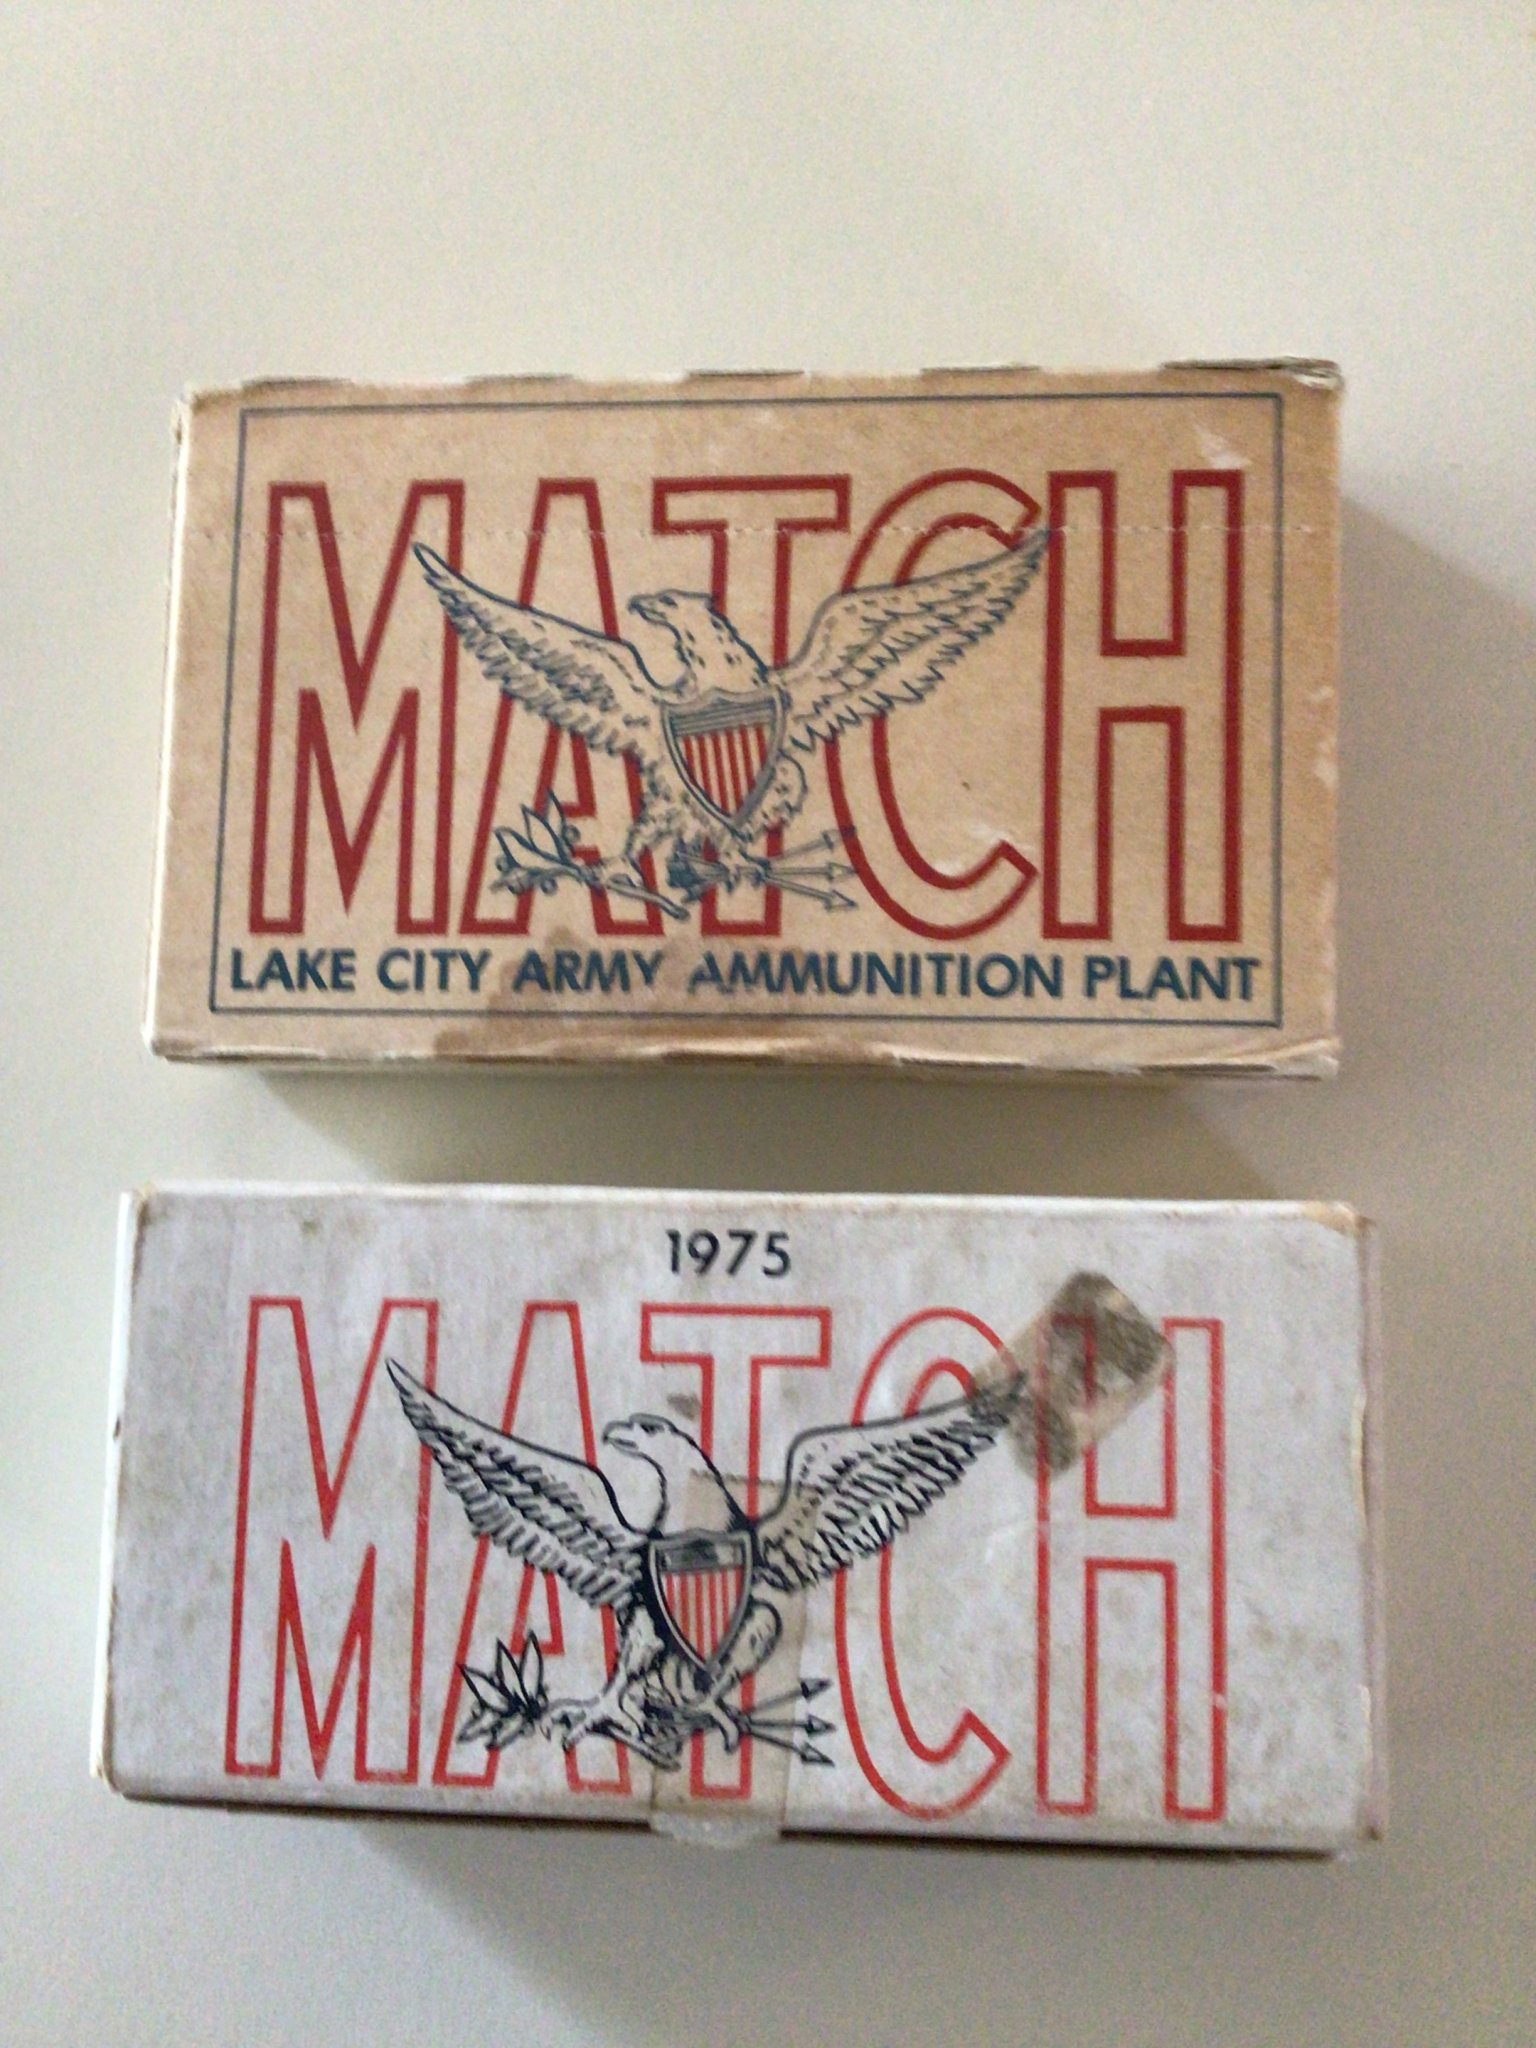 MATCH
LAKE CITY ARMY AMMUNITION PLANT
1975
MATCH